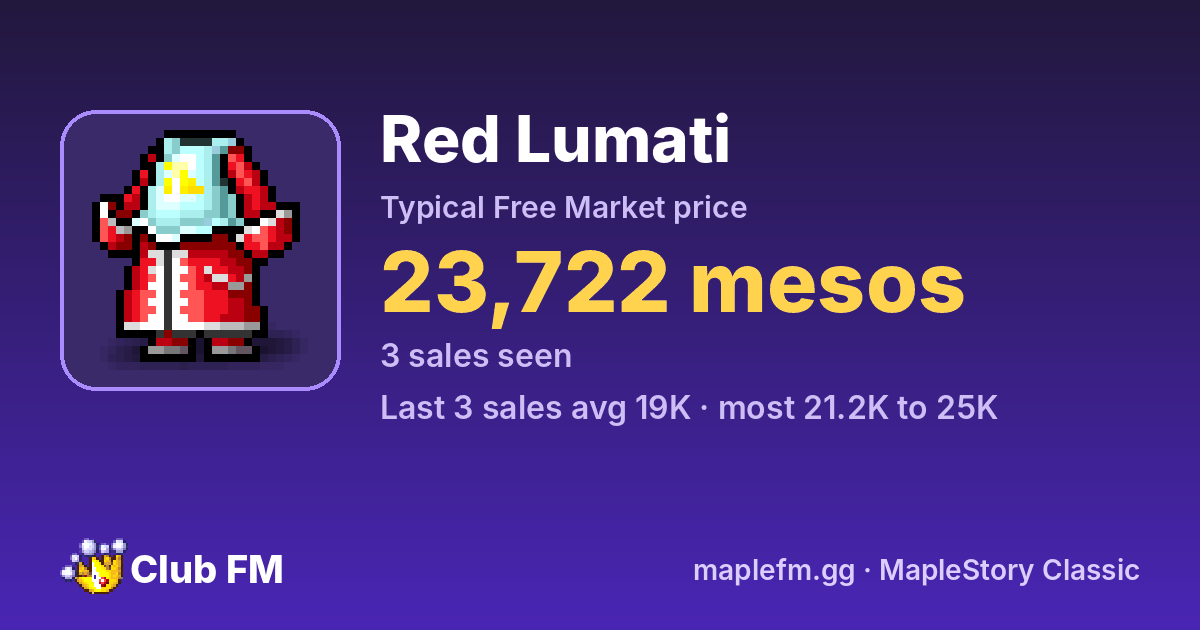 Red Lumati
Typical Free Market price
23,722 mesos
3 sales seen
Last 3 sales avg 19K · most 21.2K to 25K
Club FM
maplefm.gg · MapleStory Classic